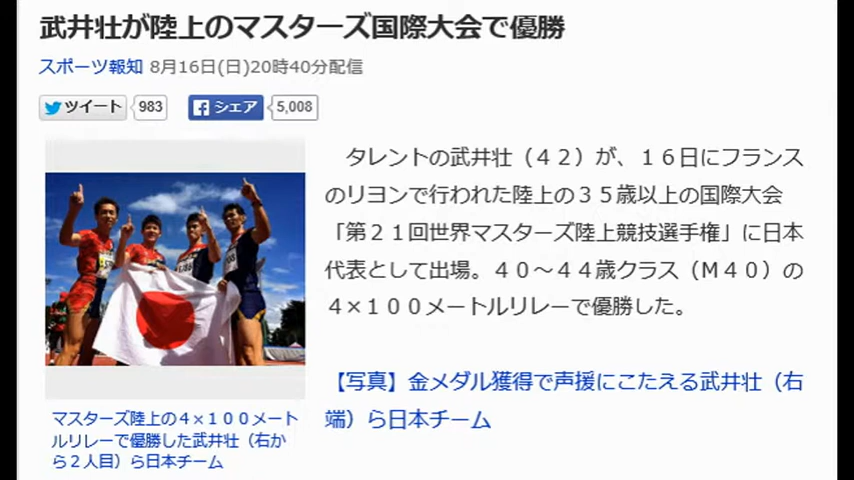 武井壮が陸上のマスターズ国際大会で優勝
スポーツ報知 8月16日(日)20時40分配信
ツイート 983 シェア 5,008
タレントの武井壮（４２）が、１６日にフランス
のリヨンで行われた陸上の３５歳以上の国際大会
「第２１回世界マスターズ陸上競技選手権」に日本
代表として出場。４０～４４歳クラス（Ｍ４０）の
４×１００メートルリレーで優勝した。
【写真】金メダル獲得で声援にこたえる武井壮（右
端）ら日本チーム
マスターズ陸上の４×１００メート
ルリレーで優勝した武井壮（右か
ら２人目）ら日本チーム